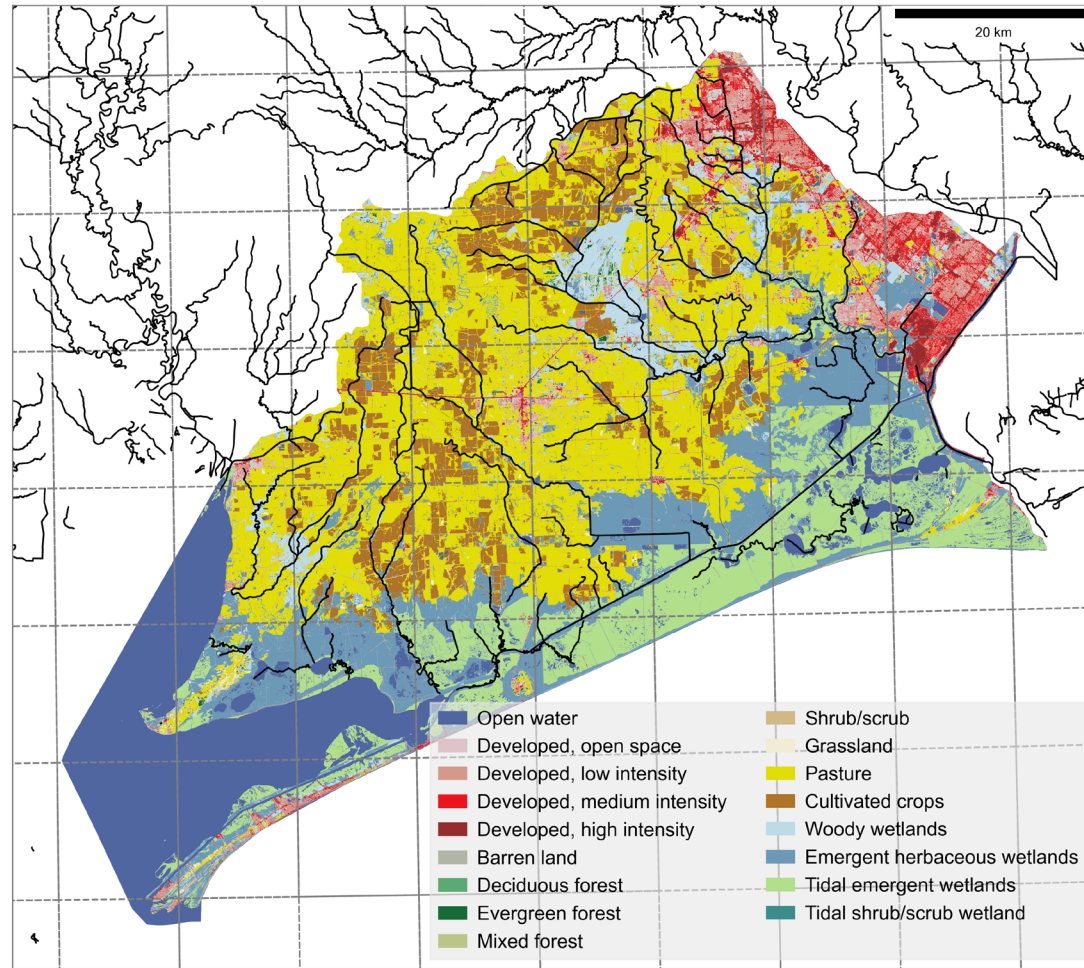 20 km
Open water
Developed, open space
Developed, low intensity
Developed, medium intensity
Developed, high intensity
Barren land
Deciduous forest
Evergreen forest
Mixed forest
Shrub/scrub
Grassland
Pasture
Cultivated crops
Woody wetlands
Emergent herbaceous wetlands
Tidal emergent wetlands
Tidal shrub/scrub wetland